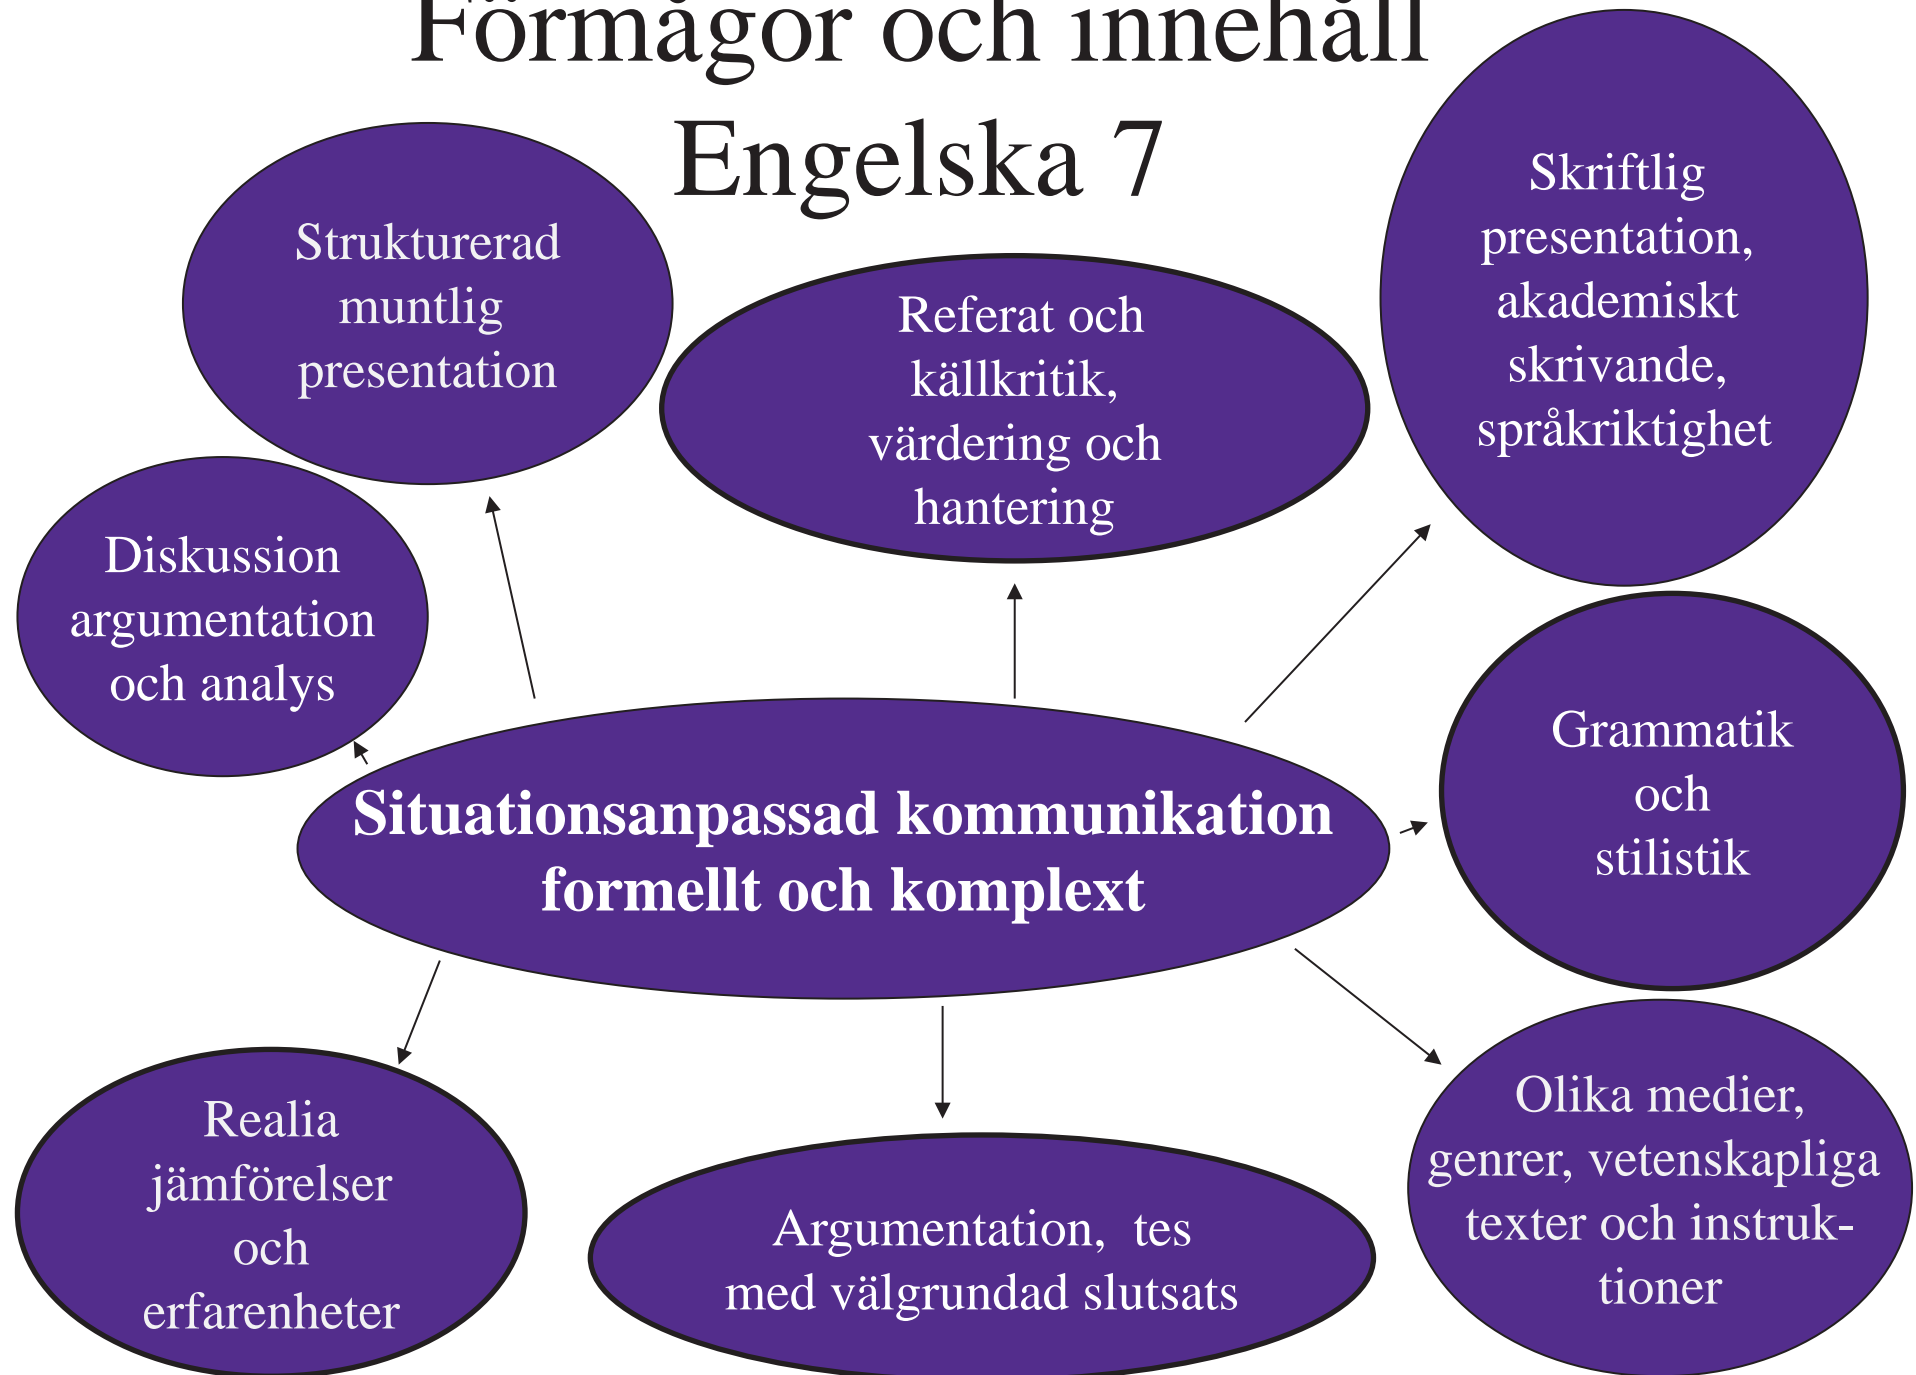 Förmågor och innehåll
Engelska 7
Strukturerad
muntlig
presentation
Referat och
källkritik,
värdering och
hantering
Skriftlig
presentation,
akademiskt
skrivande,
språkriktighet
Diskussion
argumentation
och analys
Grammatik
och
stilistik
Situationsanpassad kommunikation
formellt och komplext
Realia
jämförelser
och
erfarenheter
Argumentation,  tes
med välgrundad slutsats
Olika medier,
genrer, vetenskapliga
texter och instruk-
tioner